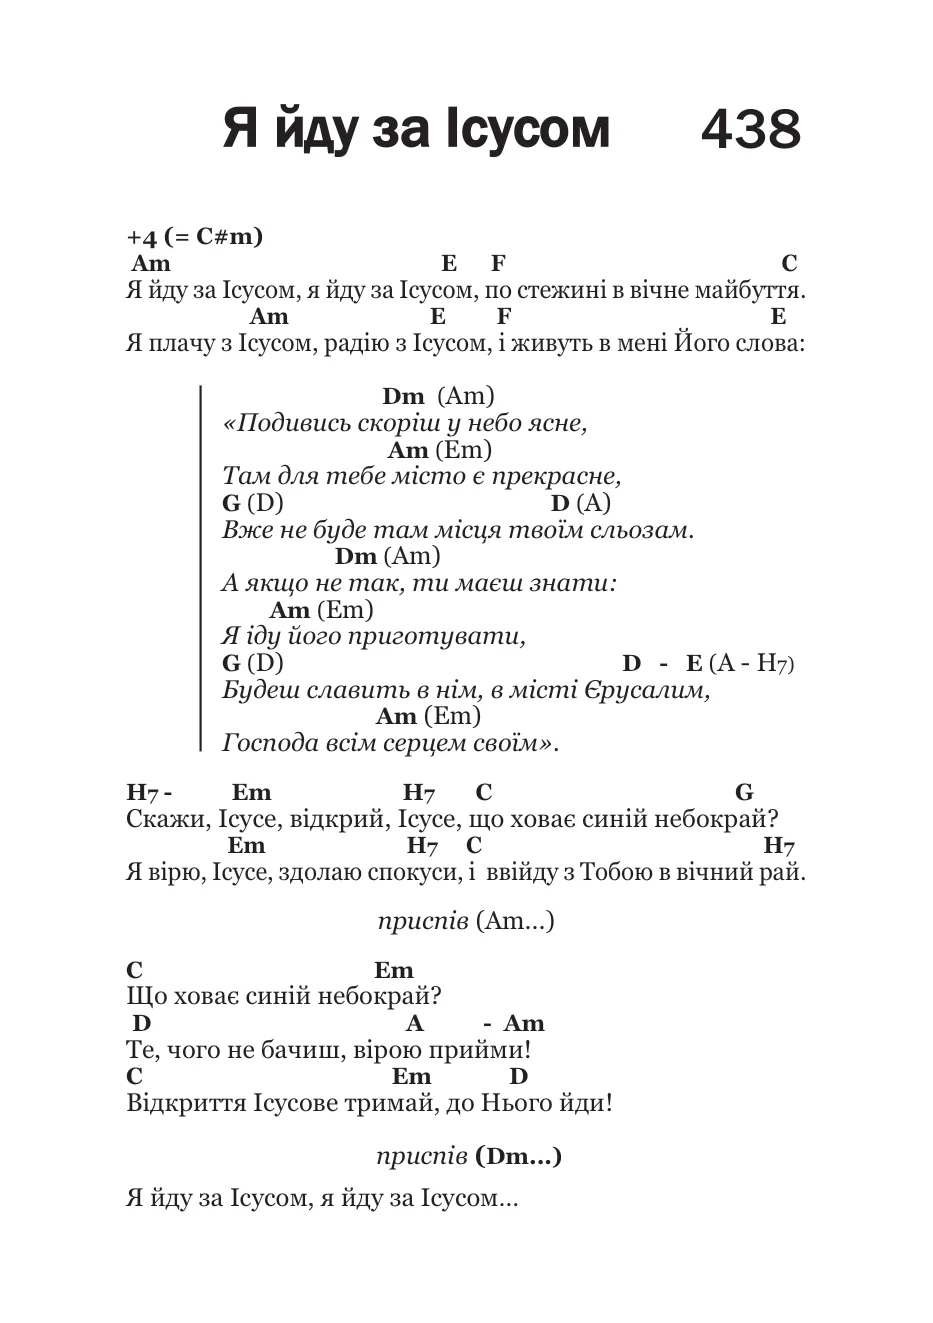 Я йду за Ісусом 438
+4 (= C#m)
Am E F C
Я йду за Ісусом, я йду за Ісусом, по стежині в вічне майбуття.
Am E F E
Я плачу з Ісусом, радію з Ісусом, і живуть в мені Його слова:
Dm (Am)
«Подивись скоріш у небо ясне,
Am (Em)
Там для тебе місто є прекрасне,
G (D) D (A)
Вже не буде там місця твоїм сльозам.
Dm (Am)
А якщо не так, ти маєш знати:
Am (Em)
Я іду його приготувати,
G (D) D - E (A - H7)
Будеш славить в нім, в місті Єрусалим,
Am (Em)
Господа всім серцем своїм».
H7 - Em H7 C G
Скажи, Ісусе, відкрий, Ісусе, що ховає синій небокрай?
Em H7 C H7
Я вірю, Ісусе, здолаю спокуси, і ввійду з Тобою в вічний рай.
приспів (Am...)
C Em
Що ховає синій небокрай?
D A - Am
Те, чого не бачиш, вірою прийми!
C Em D
Відкриття Ісусове тримай, до Нього йди!
приспів (Dm...)
Я йду за Ісусом, я йду за Ісусом...